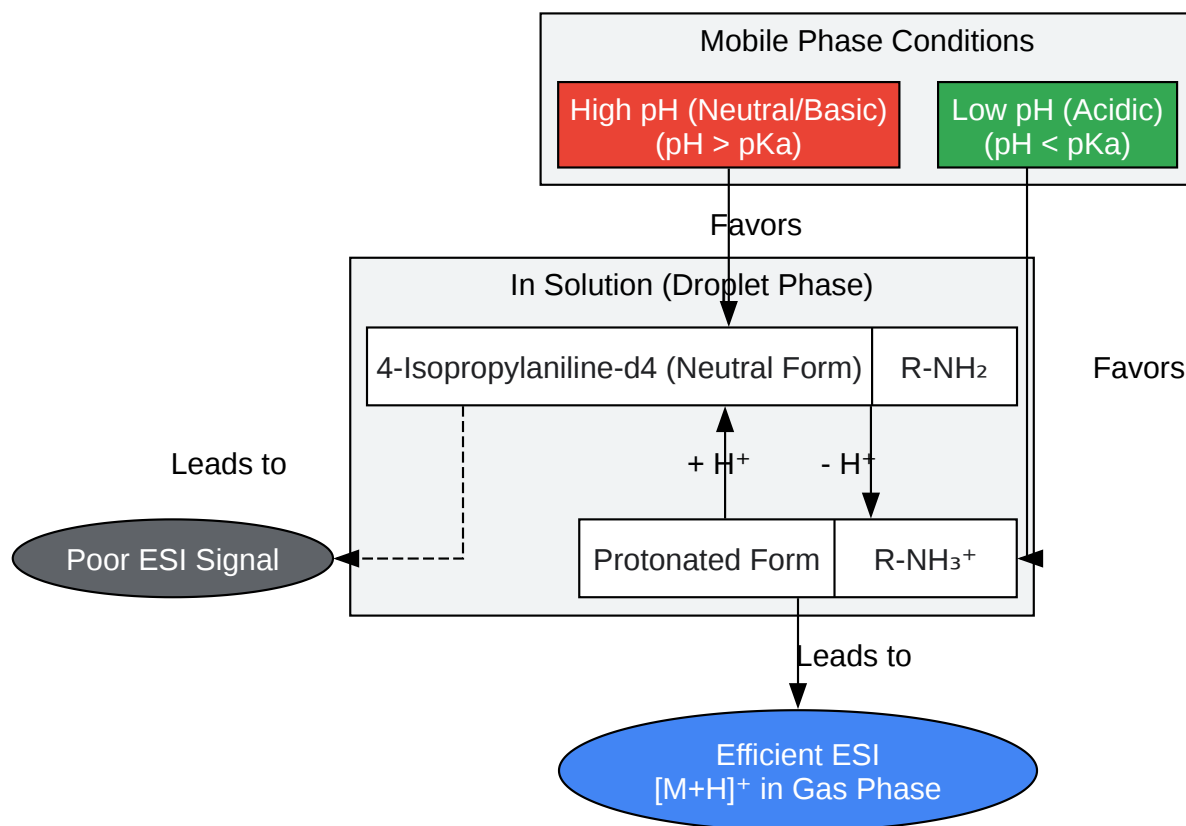 Mobile Phase Conditions
High pH (Neutral/Basic)
(pH > pKa)
Low pH (Acidic)
(pH < pKa)
Favors
In Solution (Droplet Phase)
4-Isopropylaniline-d4 (Neutral Form)
R-NH₂
Favors
Leads to
+ H⁺
- H⁺
Poor ESI Signal
Protonated Form
R-NH₃⁺
Leads to
Efficient ESI
[M+H]⁺ in Gas Phase